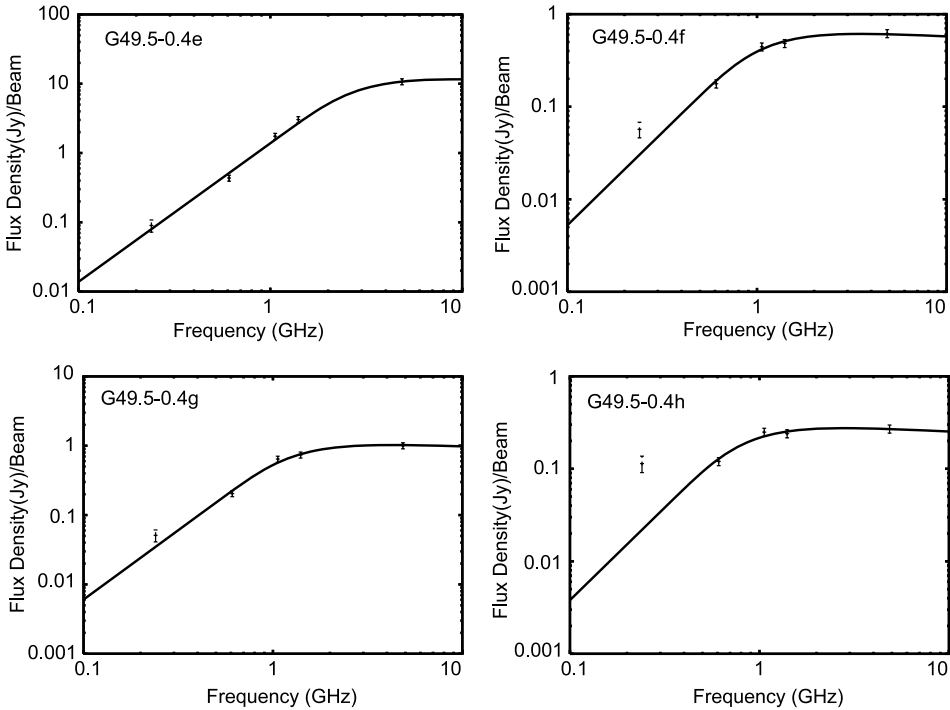 100
G49.5-0.4e
10
1
0.1
0.01
0.1
1
10
Flux Density(Jy)/Beam
Frequency (GHz)
1
G49.5-0.4f
0.1
0.01
0.001
0.1
1
10
Flux Density(Jy)/Beam
Frequency (GHz)
10
G49.5-0.4g
1
0.1
0.01
0.001
0.1
1
10
Flux Density(Jy)/Beam
Frequency (GHz)
1
G49.5-0.4h
0.1
0.01
0.001
0.1
1
10
Flux Density(Jy)/Beam
Frequency (GHz)